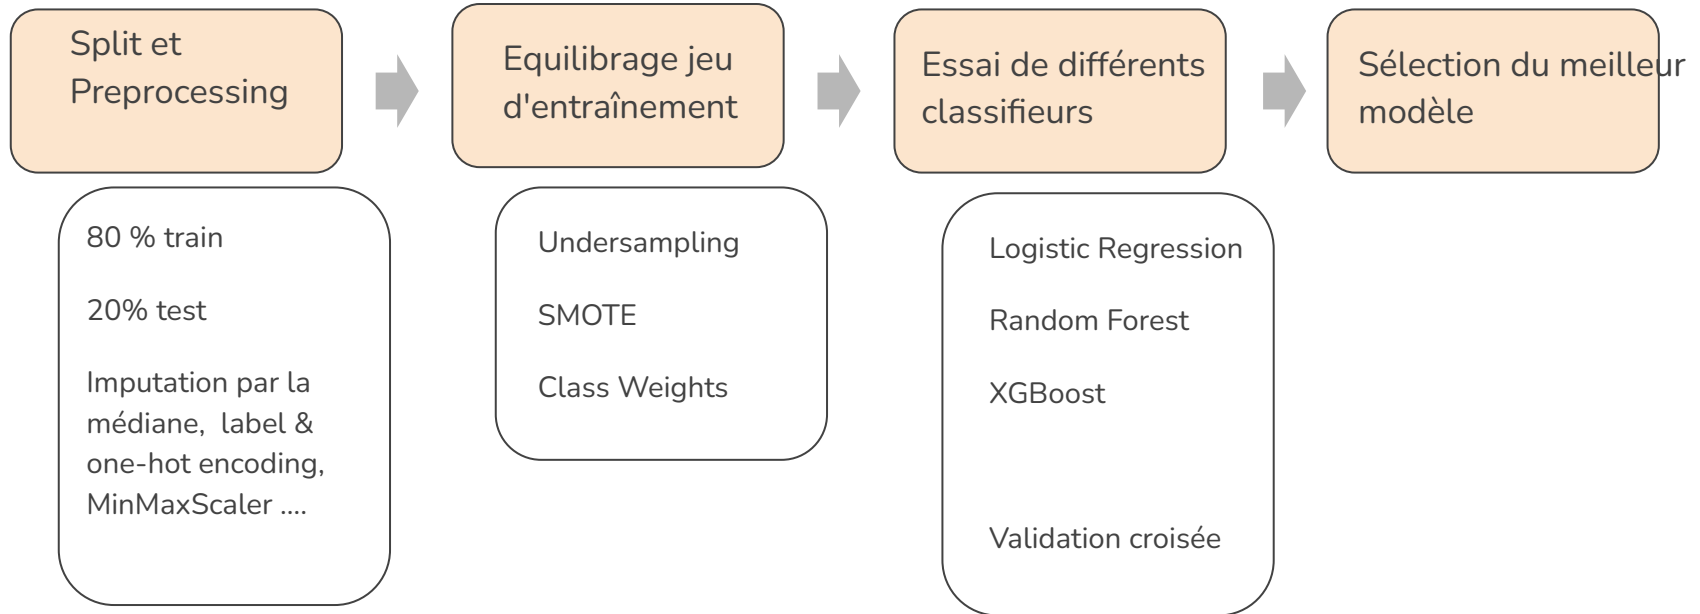 Split et
Preprocessing
Equilibrage jeu
d'entraînement
Essai de différents
classifieurs
Sélection du meilleur
modèle
80 % train
20% test
Imputation par la
médiane,  label &
one-hot encoding,
MinMaxScaler ....
Undersampling
SMOTE
Class Weights
Logistic Regression
Random Forest
XGBoost
Validation croisée